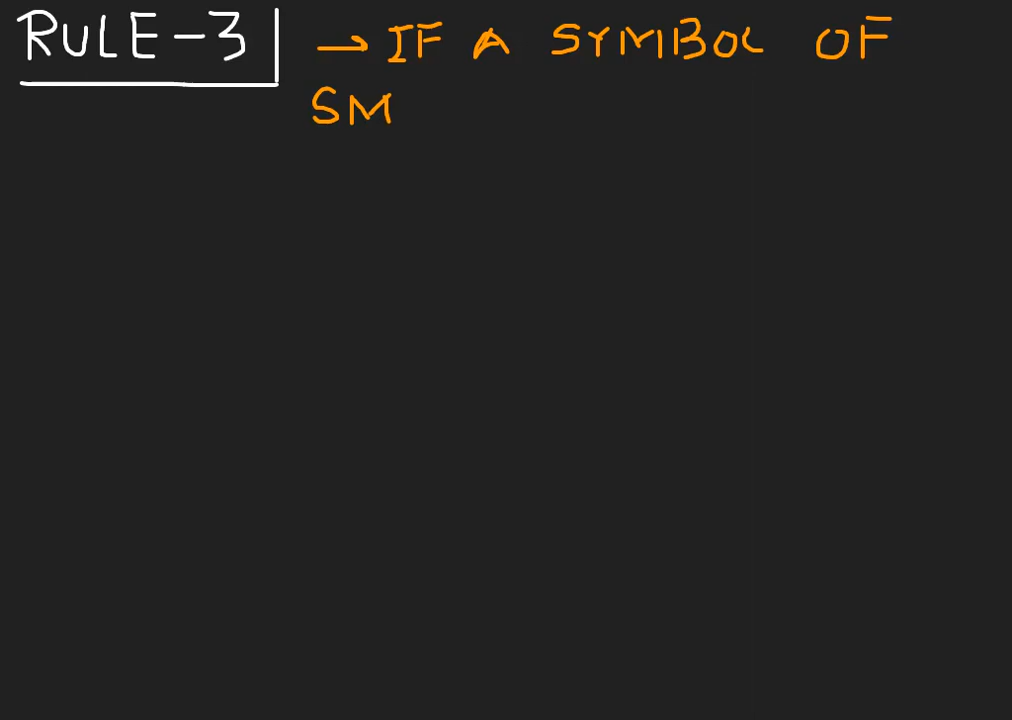 RULE-3 → IF A SYMBOL OF
SM